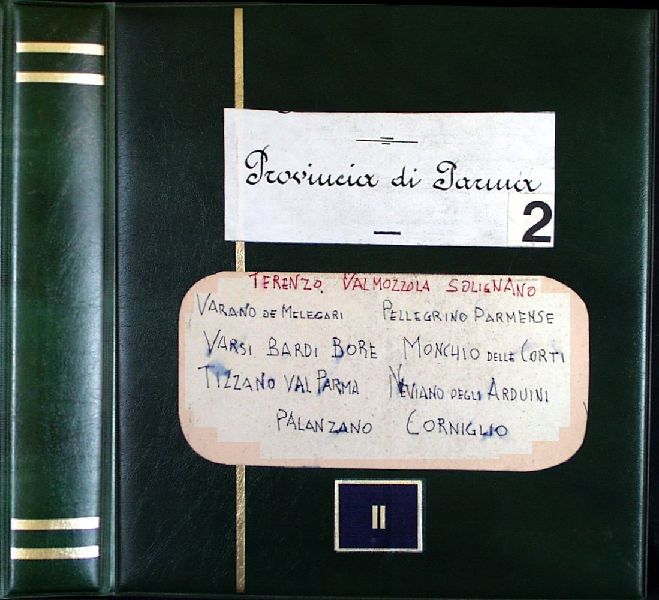 Provincia di Parma
2
TERENZO VALMOZZOLA SOLIGNANO
VARANO DE MELEGARI PELLEGRINO PARMENSE
VARSI BARDI BORE MONCHIO DELLE CORTI
TIZZANO VAL PARMA NEVIANO DEGLI ARDUINI
PALANZANO CORNIGLIO
II